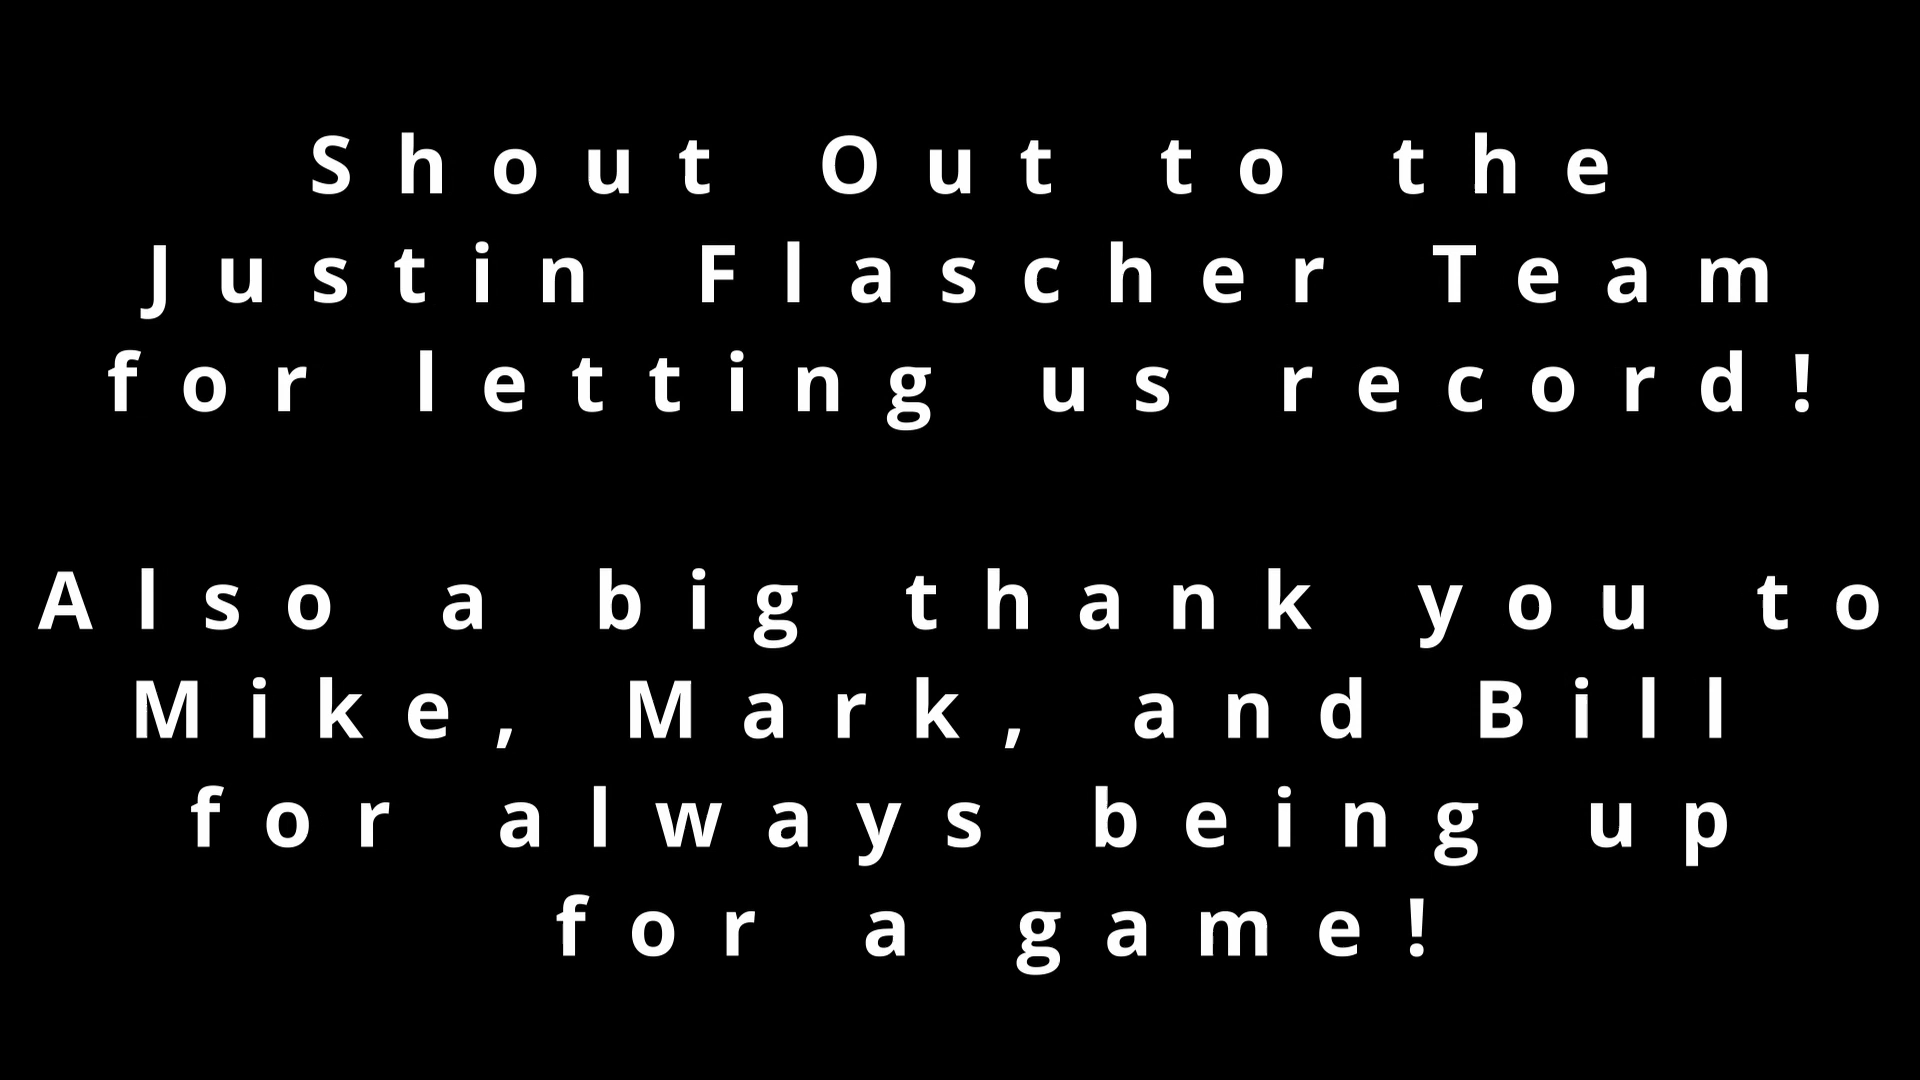 Shout Out to the
Justin Flascher Team
for letting us record!
Also a big thank you to
Mike, Mark, and Bill
for always being up
for a game!